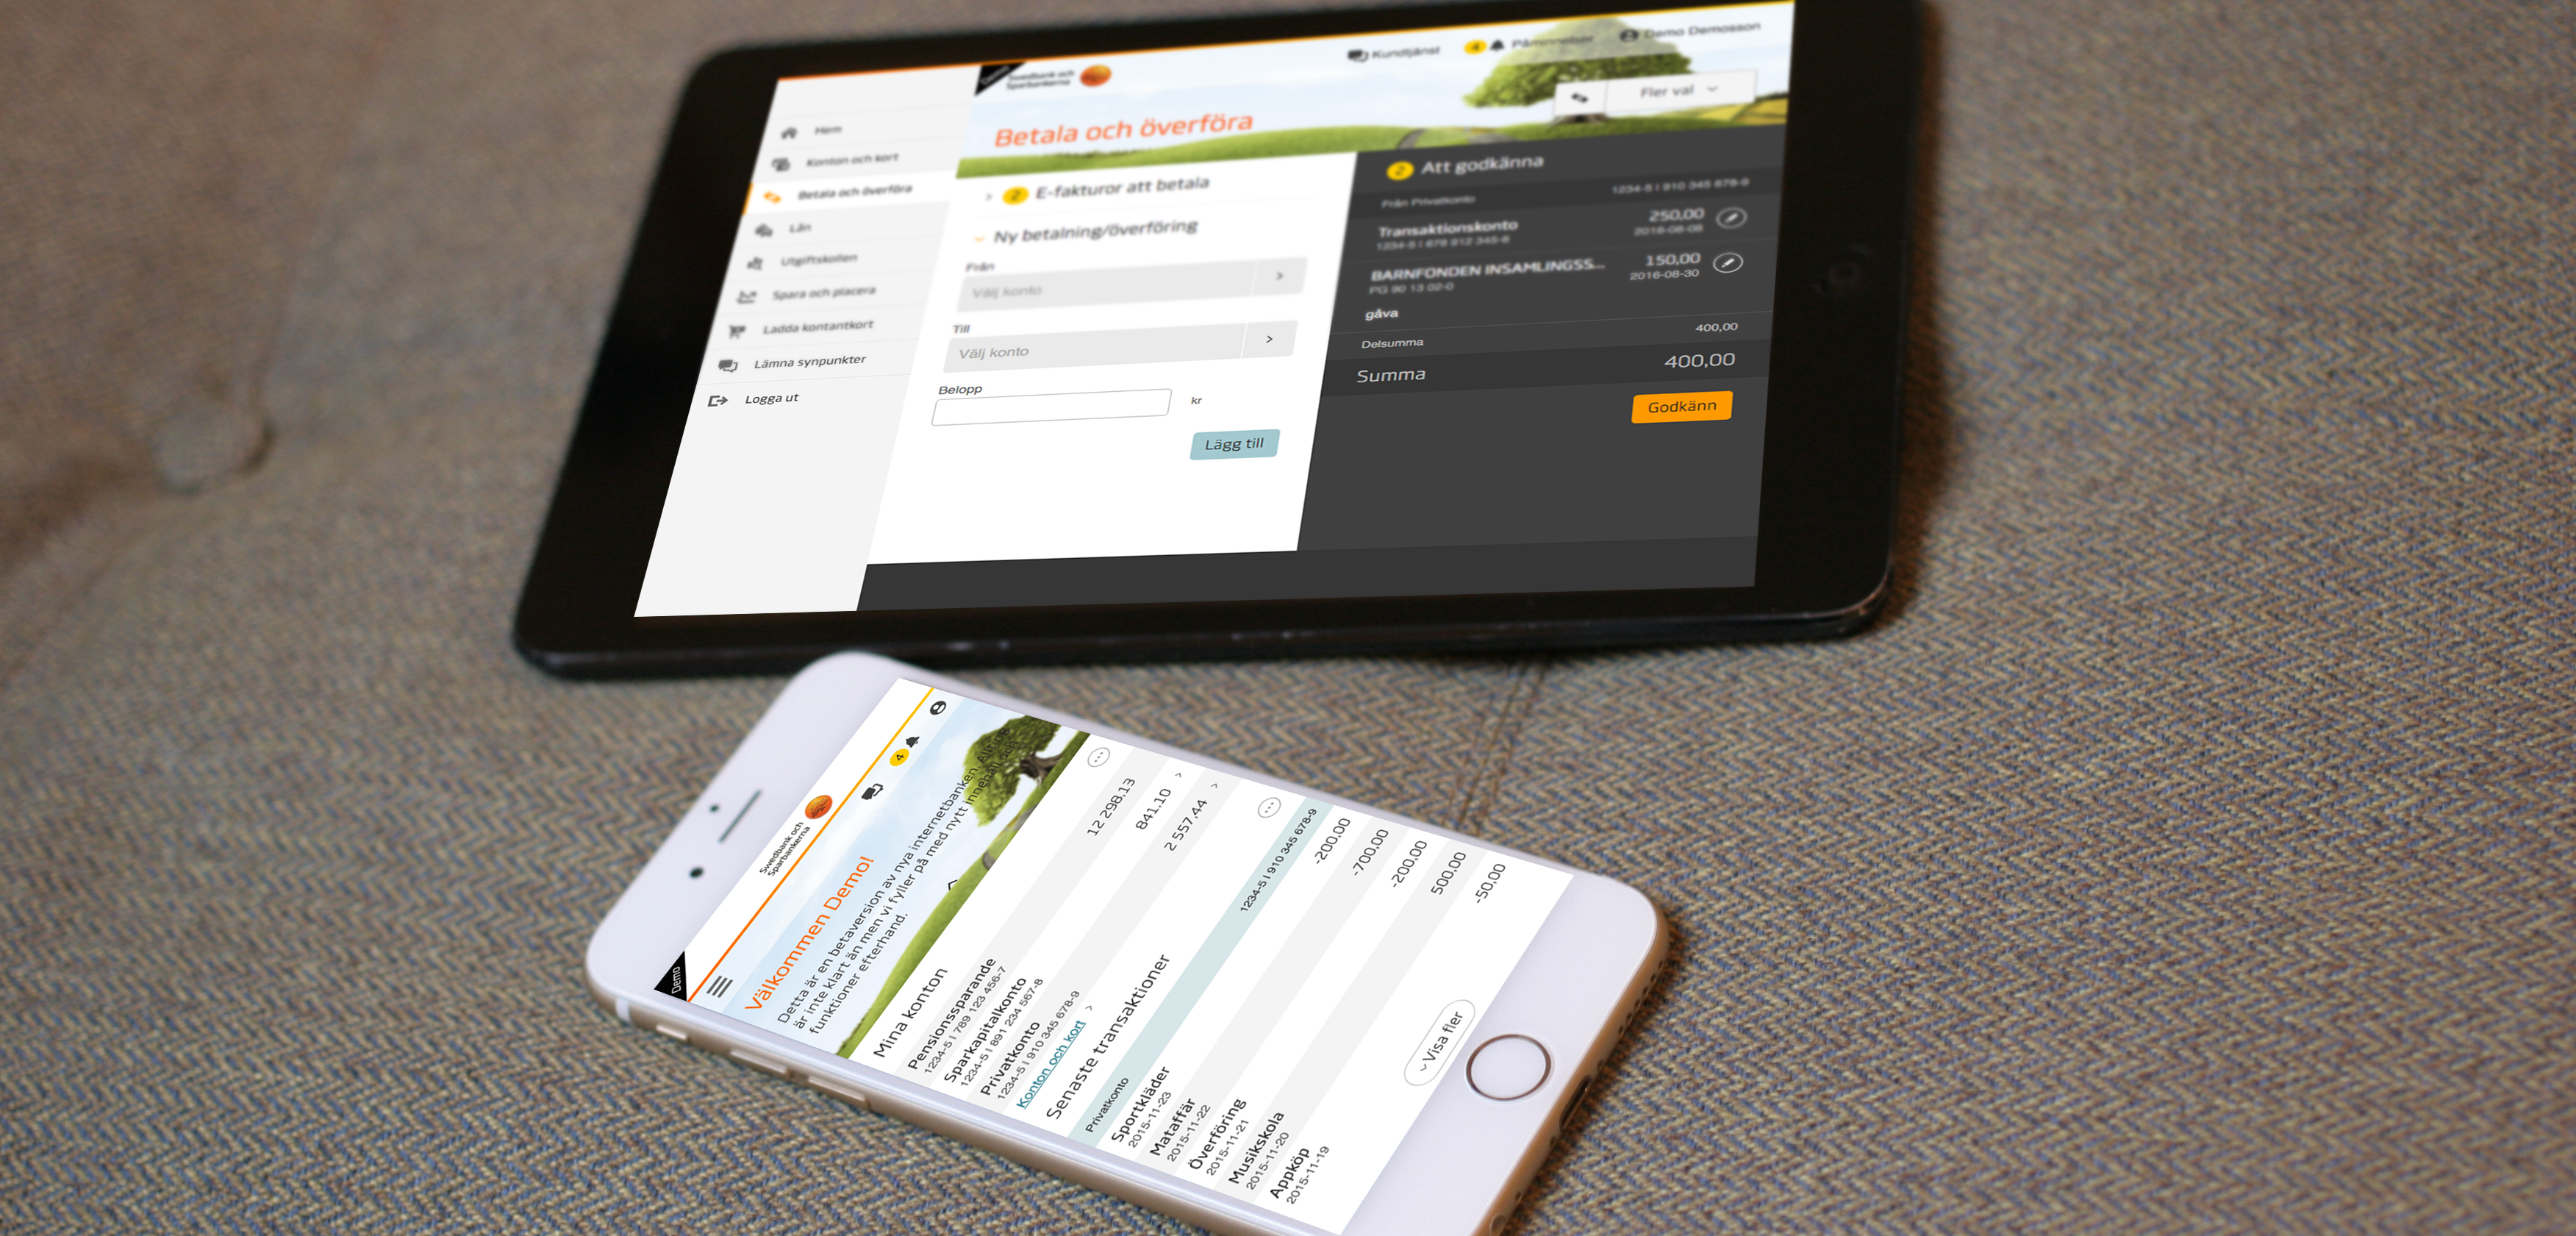 Demo
Swedbank och
Sparbankerna
Kundtjänst
4
Påminnelser
Demo Demosson
Betala och överföra
Fler val
Hem
Konton och kort
Betala och överföra
Lån
Utgiftskollen
Spara och placera
Ladda kontantkort
Lämna synpunkter
Logga ut
2 E-fakturor att betala
Ny betalning/överföring
Från
Välj konto
Till
Välj konto
Belopp
kr
Lägg till
2 Att godkänna
Från Privatkonto 1234-5 | 910 345 678-9
Transaktionskonto 250,00
1234-5 | 678 912 345-6 2016-08-08
BARNFONDEN INSAMLINGSS... 150,00
PG 90 13 02-0 2016-08-30
gåva
Delsumma 400,00
Summa 400,00
Godkänn
Demo
Swedbank och
Sparbankerna
4
Välkommen Demo!
Detta är en betaversion av nya internetbanken. Allt
är inte klart än men vi fyller på med nytt innehåll och
funktioner efterhand.
Mina konton
Pensionssparande 12 298,13
1234-5 | 789 123 456-7
Sparkapitalkonto 841,10
1234-5 | 891 234 567-8
Privatkonto 2 557,44
1234-5 | 910 345 678-9
Konton och kort
Senaste transaktioner
Privatkonto 1234-5 | 910 345 678-9
Sportkläder -200,00
2015-11-23
Mataffär -700,00
2015-11-22
Överföring -200,00
2015-11-21
Musikskola 500,00
2015-11-20
Appköp -50,00
2015-11-19
Visa fler